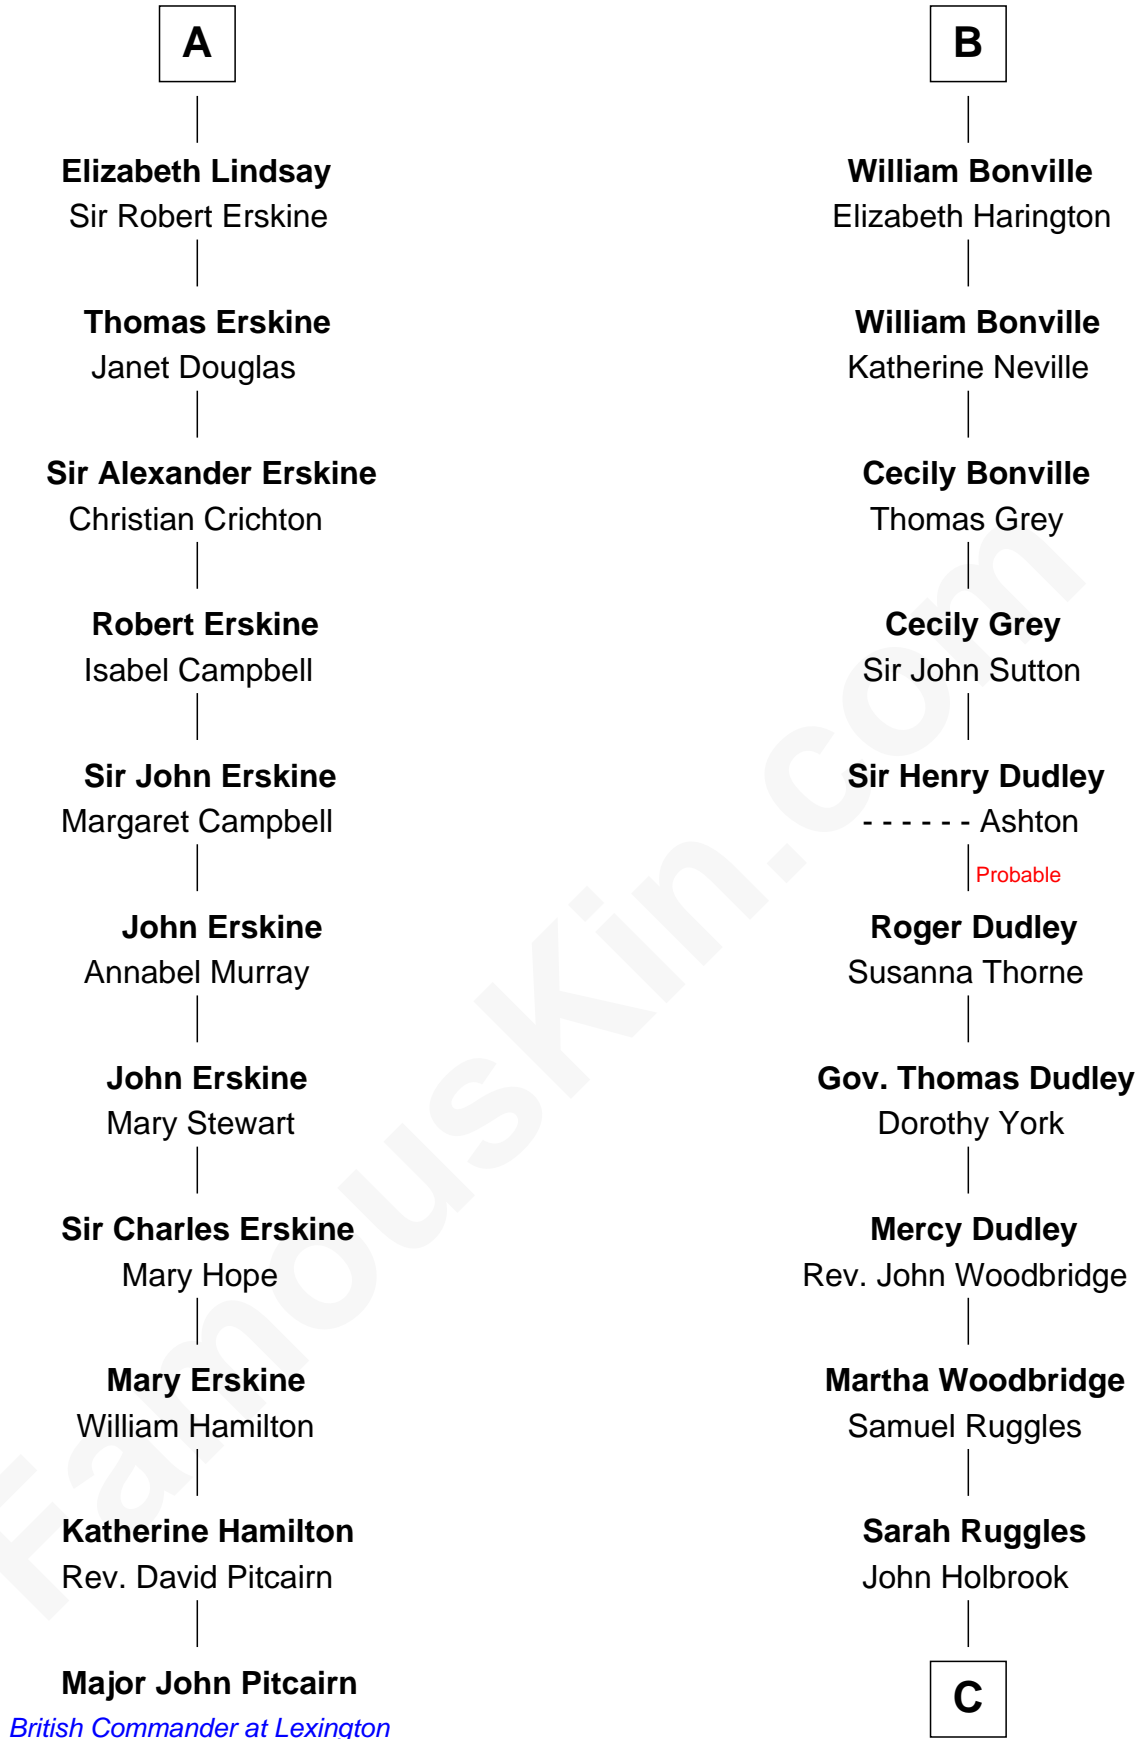 A
Elizabeth Lindsay
Sir Robert Erskine
Thomas Erskine
Janet Douglas
Sir Alexander Erskine
Christian Crichton
Robert Erskine
Isabel Campbell
Sir John Erskine
Margaret Campbell
John Erskine
Annabel Murray
John Erskine
Mary Stewart
Sir Charles Erskine
Mary Hope
Mary Erskine
William Hamilton
Katherine Hamilton
Rev. David Pitcairn
Major John Pitcairn
British Commander at Lexington
B
William Bonville
Elizabeth Harington
William Bonville
Katherine Neville
Cecily Bonville
Thomas Grey
Cecily Grey
Sir John Sutton
Sir Henry Dudley
- - - - - - Ashton
Probable
Roger Dudley
Susanna Thorne
Gov. Thomas Dudley
Dorothy York
Mercy Dudley
Rev. John Woodbridge
Martha Woodbridge
Samuel Ruggles
Sarah Ruggles
John Holbrook
C
FamousKin.com